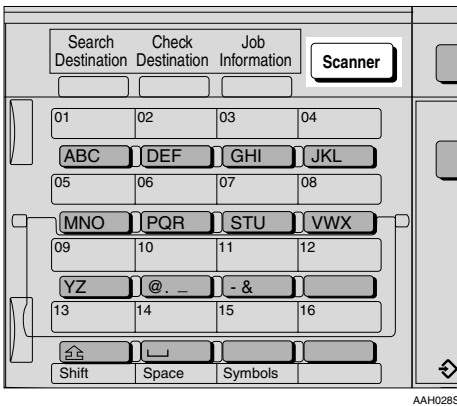 Search Destination
Check Destination
Job Information
Scanner
01 02 03 04
ABC DEF GHI JKL
05 06 07 08
MNO PQR STU VWX
09 10 11 12
YZ @. _ - &
13 14 15 16
Shift Space Symbols
AAH028S